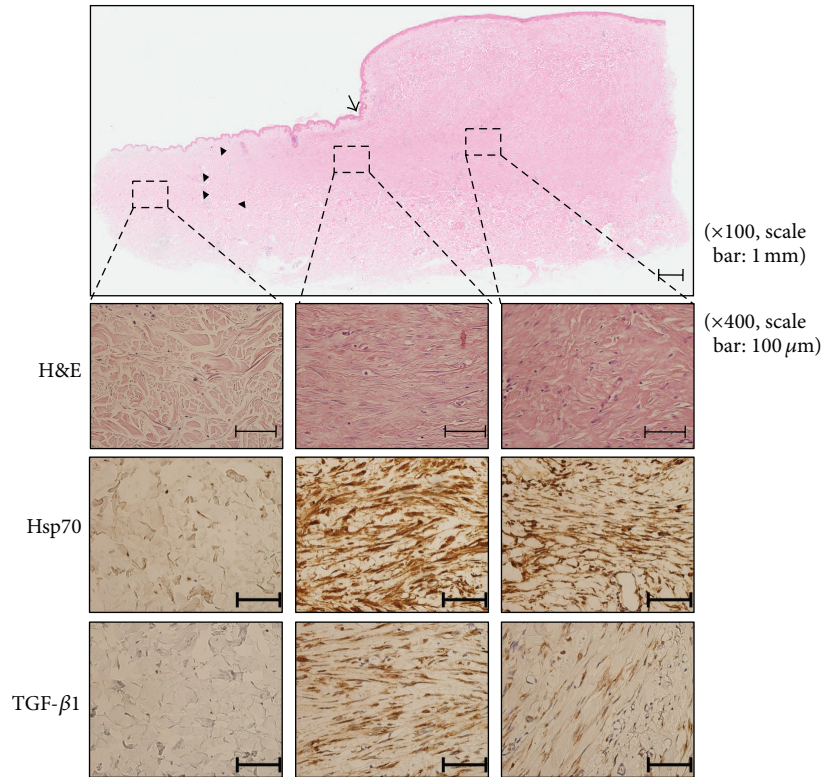 (×100, scale
bar: 1 mm)
(×400, scale
bar: 100 μm)
H&E
Hsp70
TGF-β1